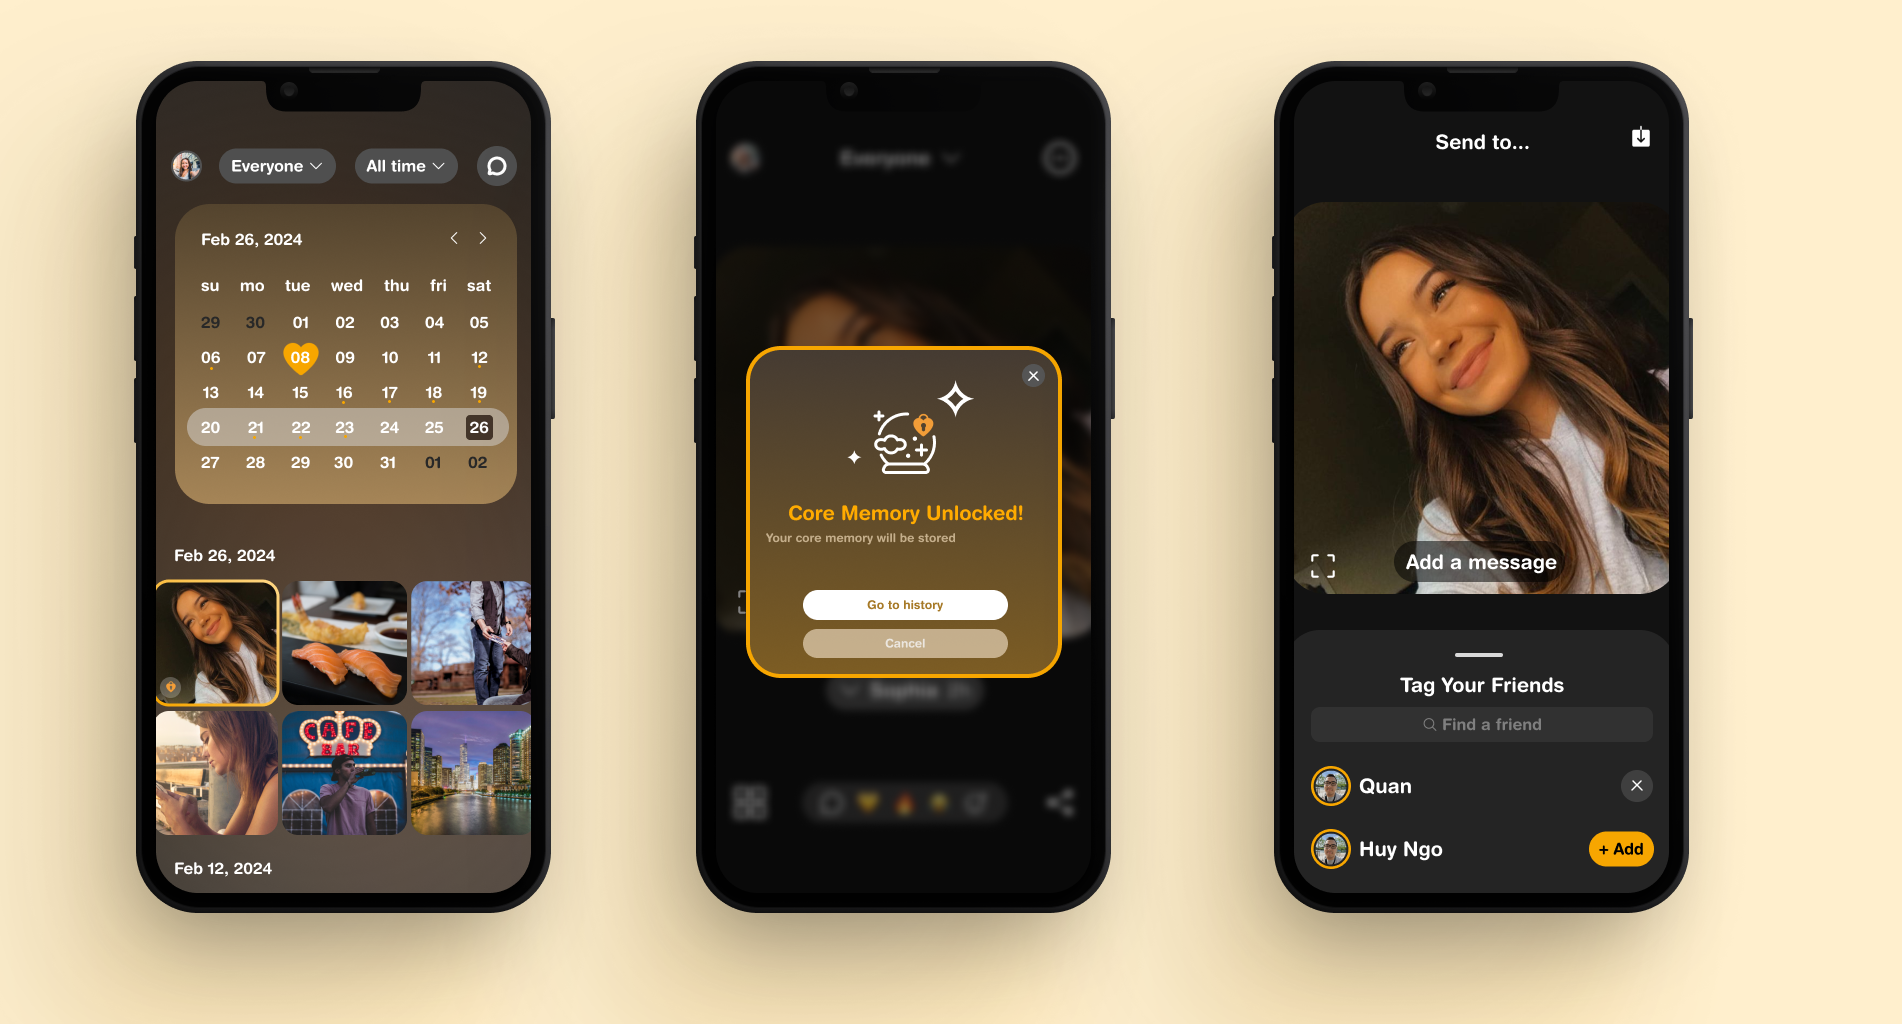 Everyone
All time
Feb 26, 2024
su mo tue wed thu fri sat
29 30 01 02 03 04 05
06 07 08 09 10 11 12
13 14 15 16 17 18 19
20 21 22 23 24 25 26
27 28 29 30 31 01 02
Feb 26, 2024
CAFE
BAR
Feb 12, 2024
Everyone
Core Memory Unlocked!
Your core memory will be stored
Go to history
Cancel
Sophia 2h
Send to...
Add a message
Tag Your Friends
Find a friend
Quan
Huy Ngo
+ Add